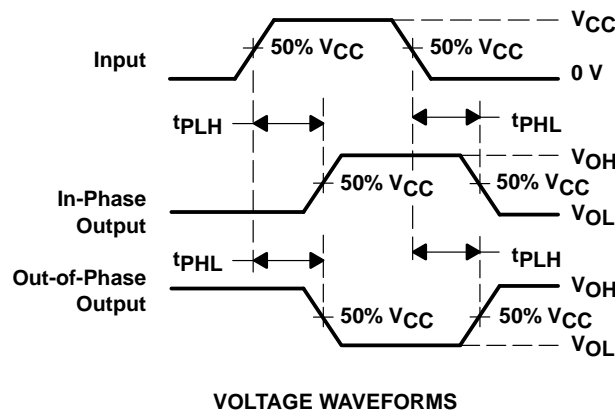 VCC
Input
50% VCC
50% VCC
0 V
tPLH
tPHL
VOH
50% VCC
50% VCC
In-Phase
Output
VOL
tPHL
tPLH
Out-of-Phase
Output
VOH
50% VCC
50% VCC
VOL
VOLTAGE WAVEFORMS